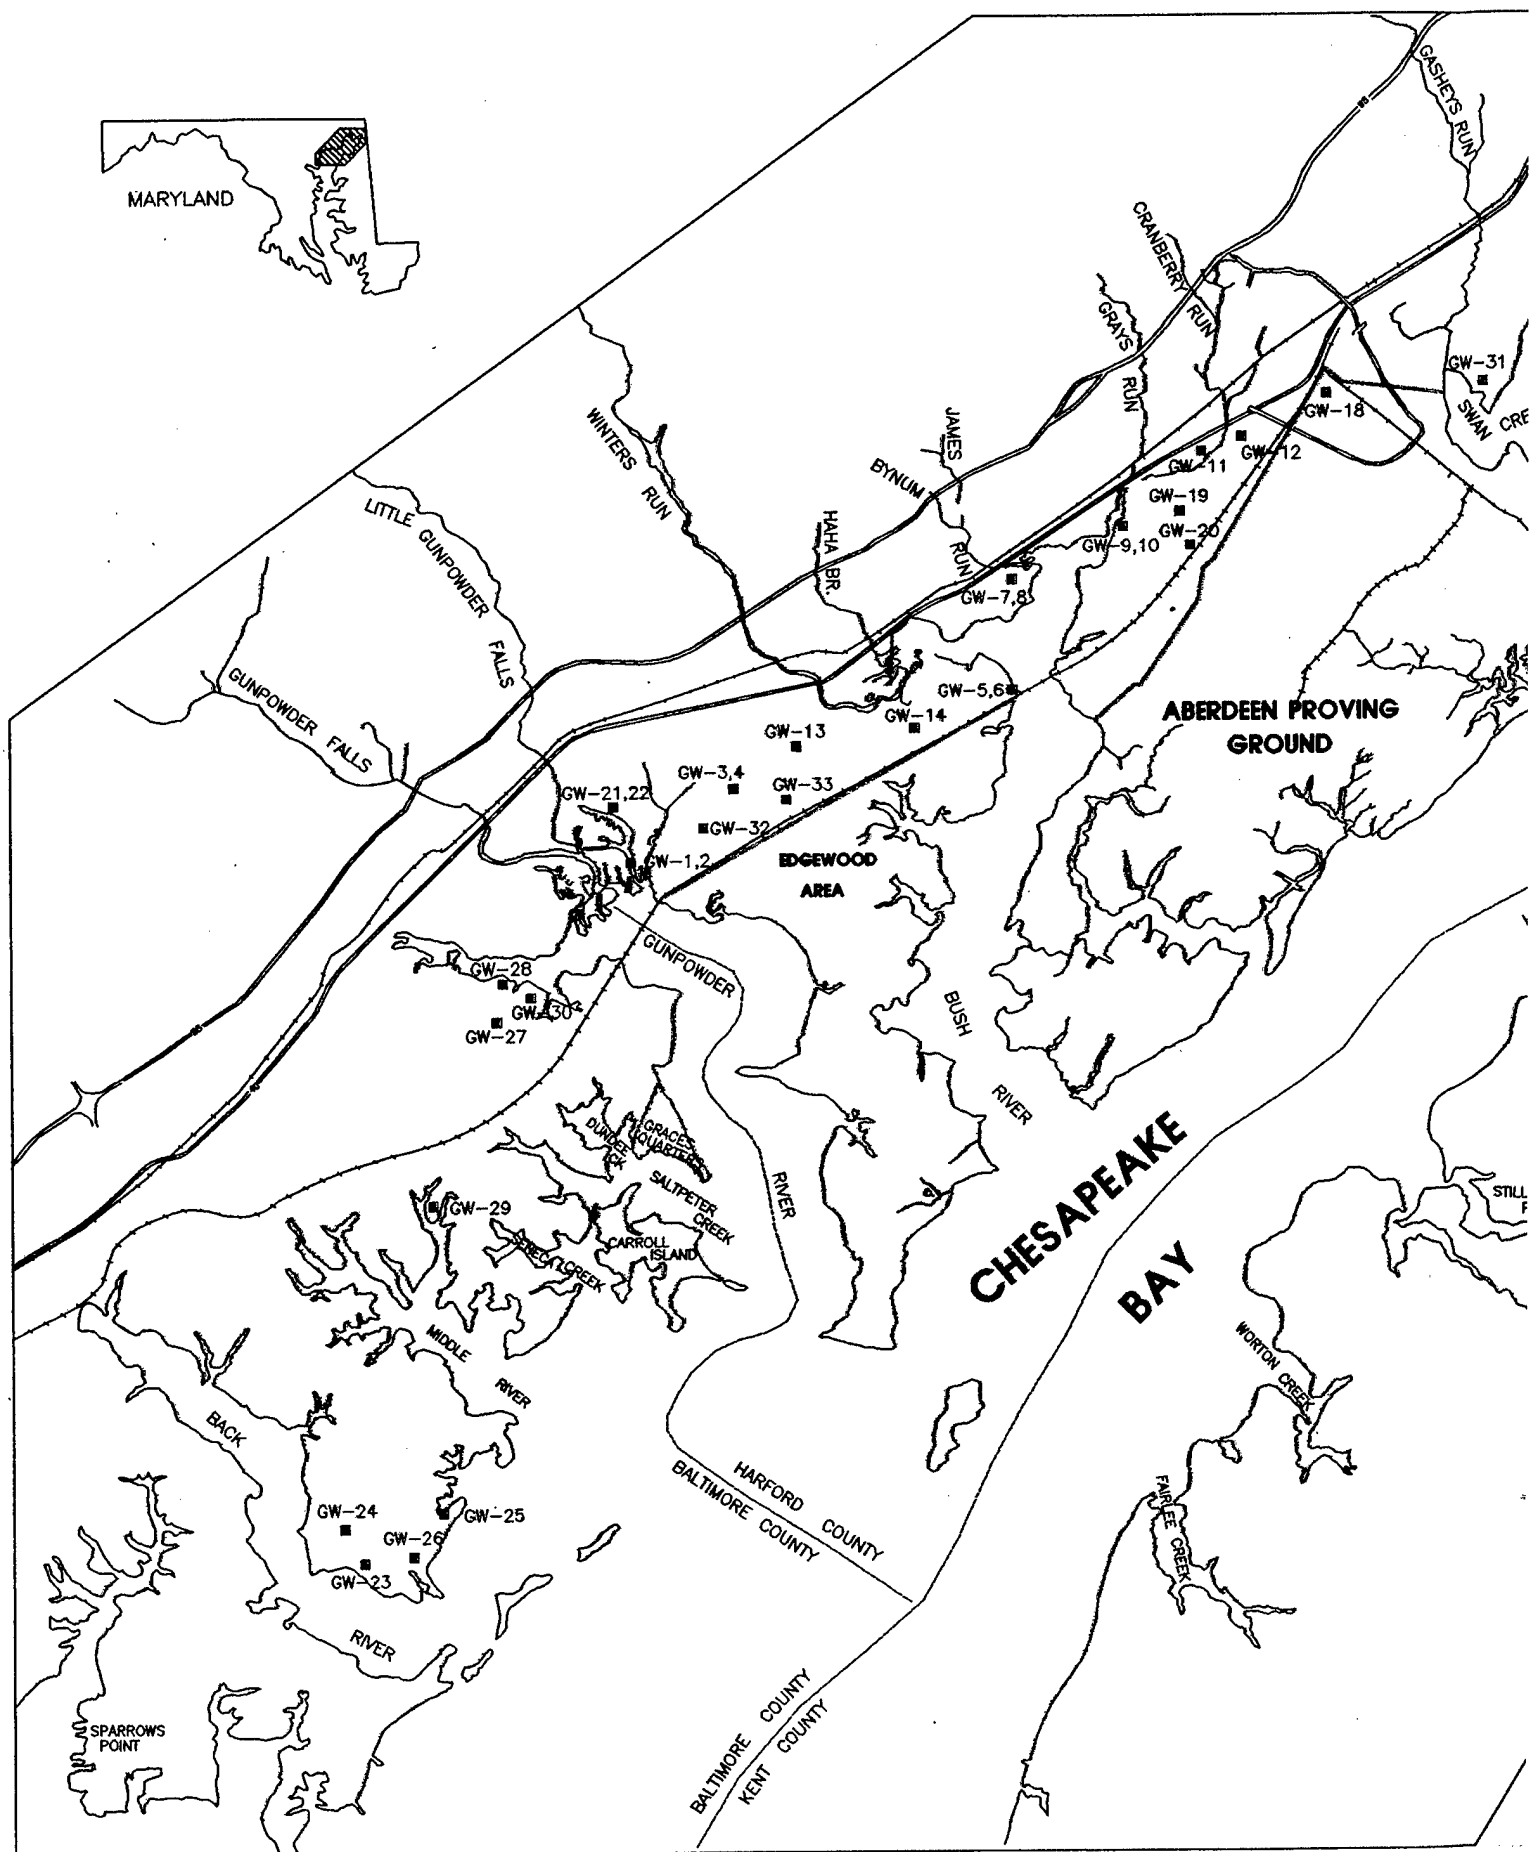 GASHEYS RUN
MARYLAND
CRANBERRY
RUN
GRAYS
RUN
GW-31
GW-18
SWAN CRE
WINTERS
RUN
JAMES
BYNUM
RUN
GW-11
GW-12
GW-19
GW-20
GW-9,10
LITTLE GUNPOWDER
FALLS
HAHA BR.
GW-7,8
GUNPOWDER FALLS
GW-5,6
GW-14
GW-13
ABERDEEN PROVING
GROUND
GW-3,4
GW-33
GW-21,22
GW-32
GW-1,2
EDGEWOOD
AREA
GUNPOWDER
RIVER
GW-28
GW-30
GW-27
BUSH
RIVER
DUNDEE
CK
GRACES
QUARTERS
SALTPETER
CREEK
CHESAPEAKE
BAY
STILL
GW-29
SENECA CREEK
CARROLL
ISLAND
MIDDLE
RIVER
WORTON CREEK
BACK
RIVER
HARFORD COUNTY
BALTIMORE COUNTY
FAIRLEE CREEK
GW-24
GW-25
GW-26
GW-23
SPARROWS
POINT
BALTIMORE COUNTY
KENT COUNTY